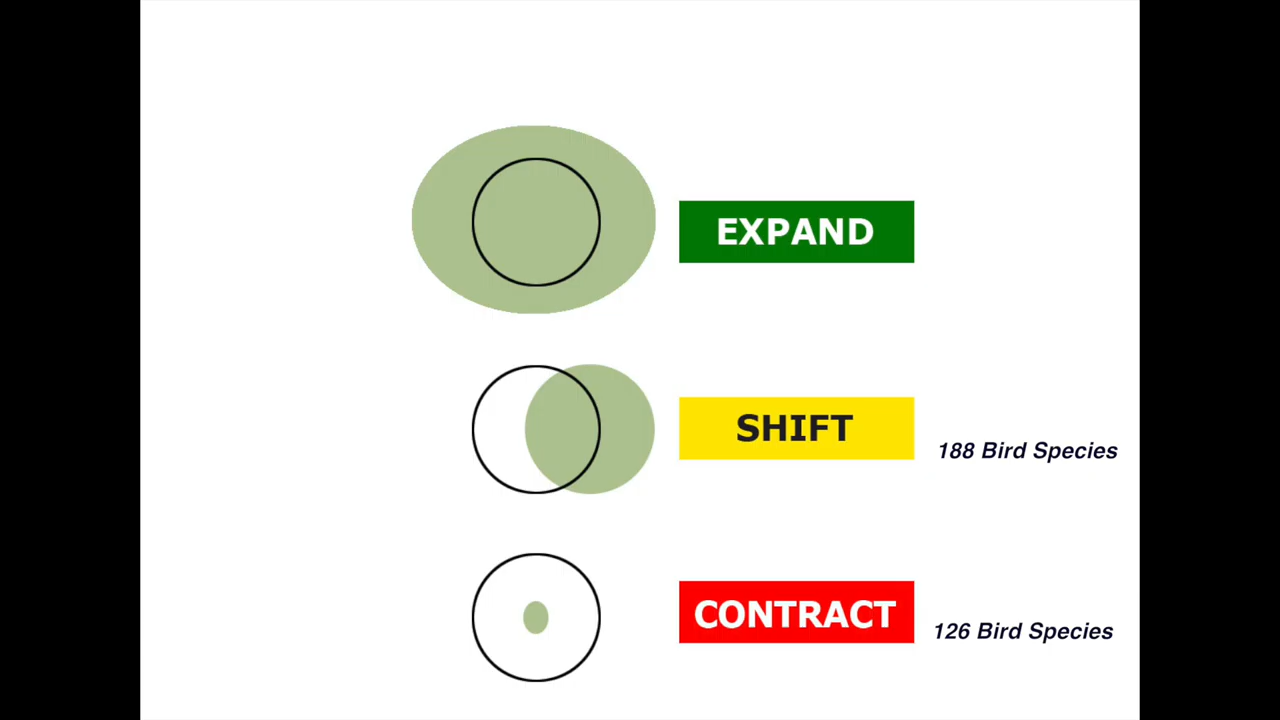 EXPAND
SHIFT
188 Bird Species
CONTRACT
126 Bird Species